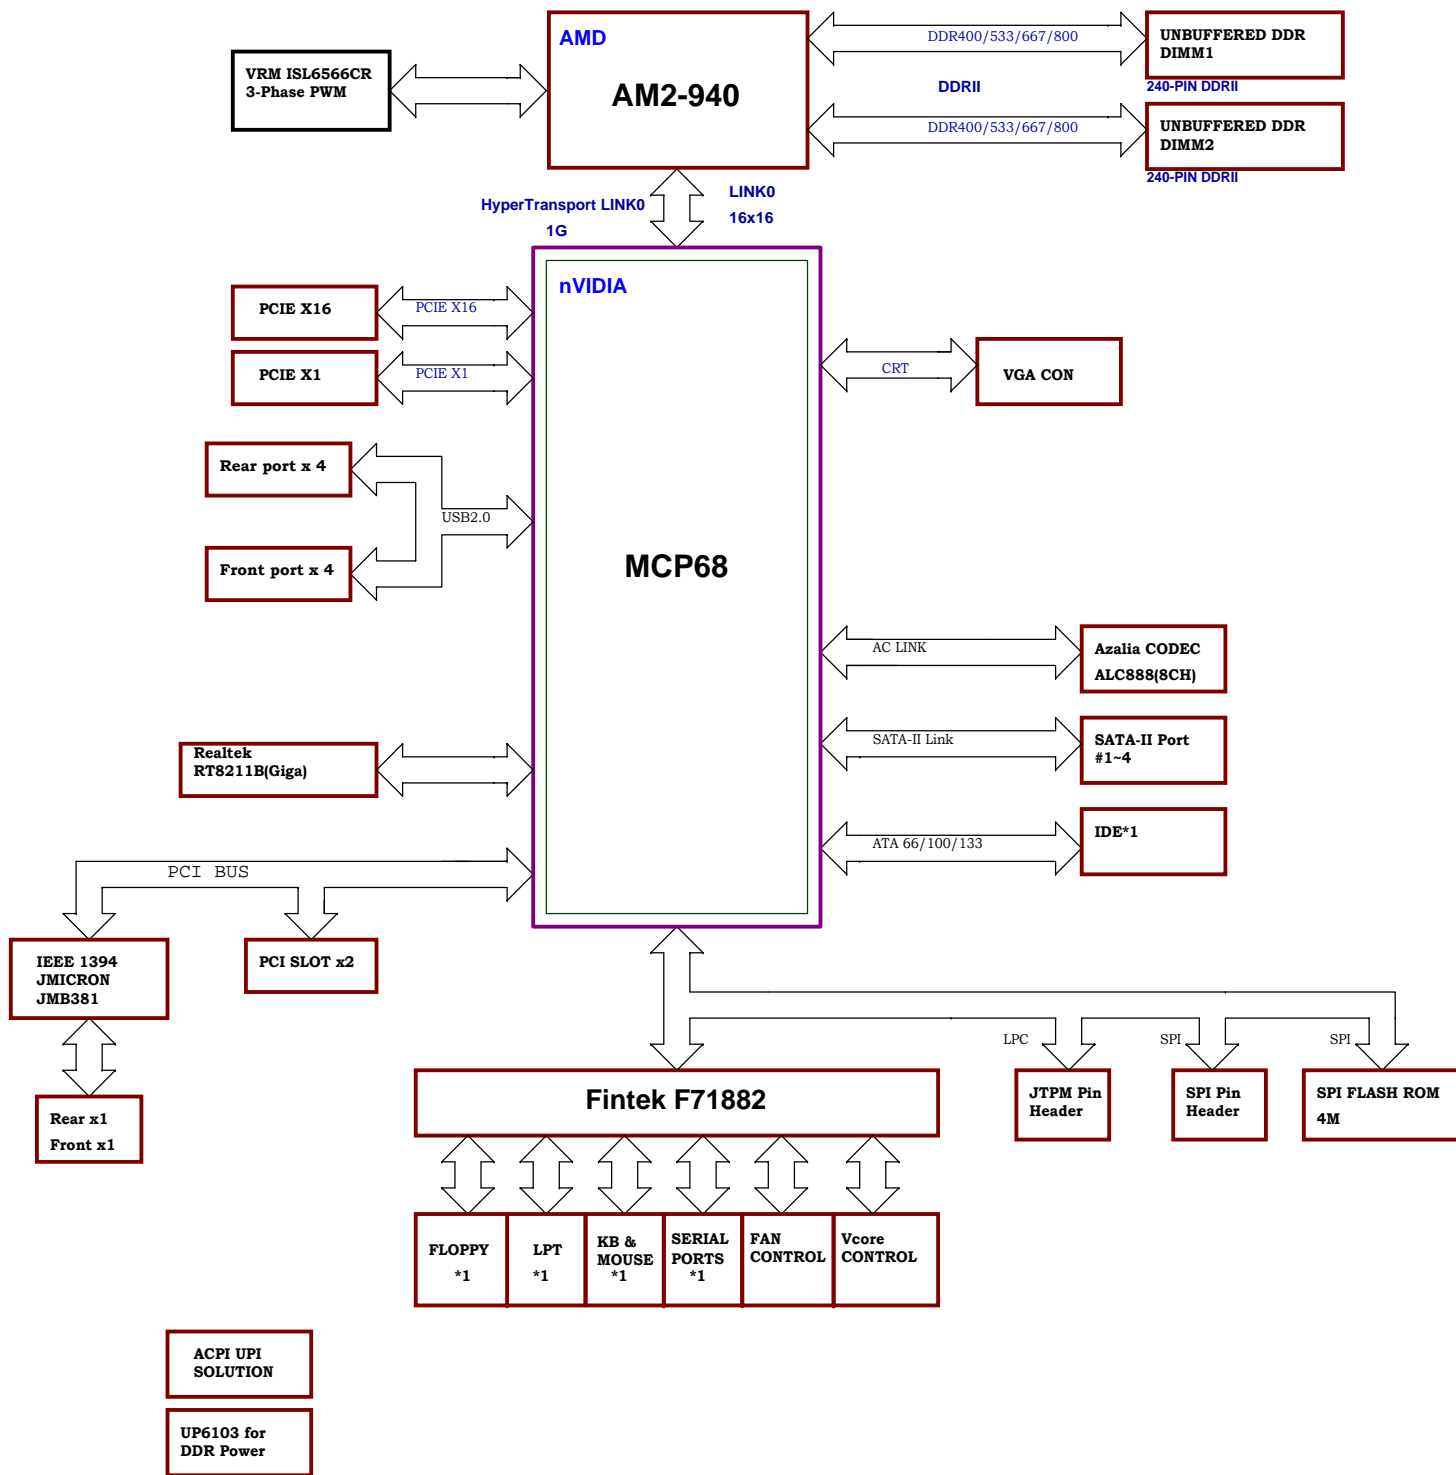 AMD
AM2-940
VRM ISL6566CR
3-Phase PWM
DDR400/533/667/800
UNBUFFERED DDR
DIMM1
240-PIN DDRII
DDRII
DDR400/533/667/800
UNBUFFERED DDR
DIMM2
240-PIN DDRII
HyperTransport LINK0
1G
LINK0
16x16
nVIDIA
MCP68
PCIE X16
PCIE X16
PCIE X1
PCIE X1
CRT
VGA CON
Rear port x 4
USB2.0
Front port x 4
AC LINK
Azalia CODEC
ALC888(8CH)
Realtek
RT8211B(Giga)
SATA-II Link
SATA-II Port
#1~4
ATA 66/100/133
IDE*1
PCI BUS
IEEE 1394
JMICRON
JMB381
PCI SLOT x2
Rear x1
Front x1
LPC
SPI
SPI
Fintek F71882
JTPM Pin
Header
SPI Pin
Header
SPI FLASH ROM
4M
FLOPPY
*1
LPT
*1
KB &
MOUSE
*1
SERIAL
PORTS
*1
FAN
CONTROL
Vcore
CONTROL
ACPI UPI
SOLUTION
UP6103 for
DDR Power